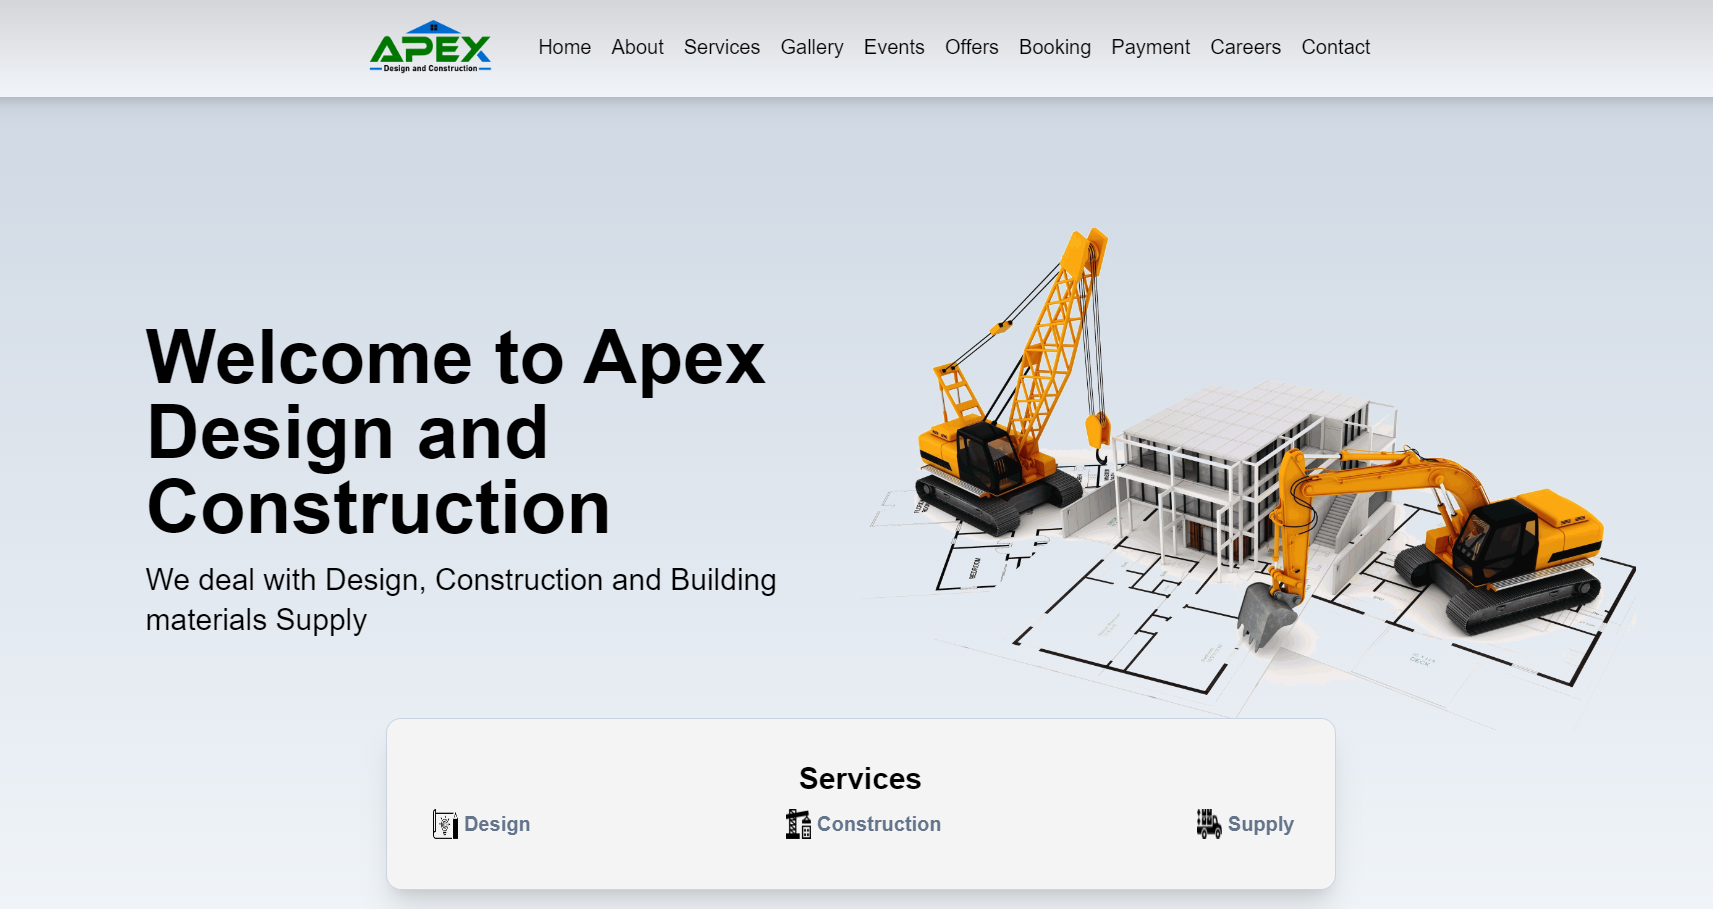 APEX
Design and Construction
Home About Services Gallery Events Offers Booking Payment Careers Contact
Welcome to Apex
Design and
Construction
We deal with Design, Construction and Building
materials Supply
BEDROOM
Services
Design Construction Supply